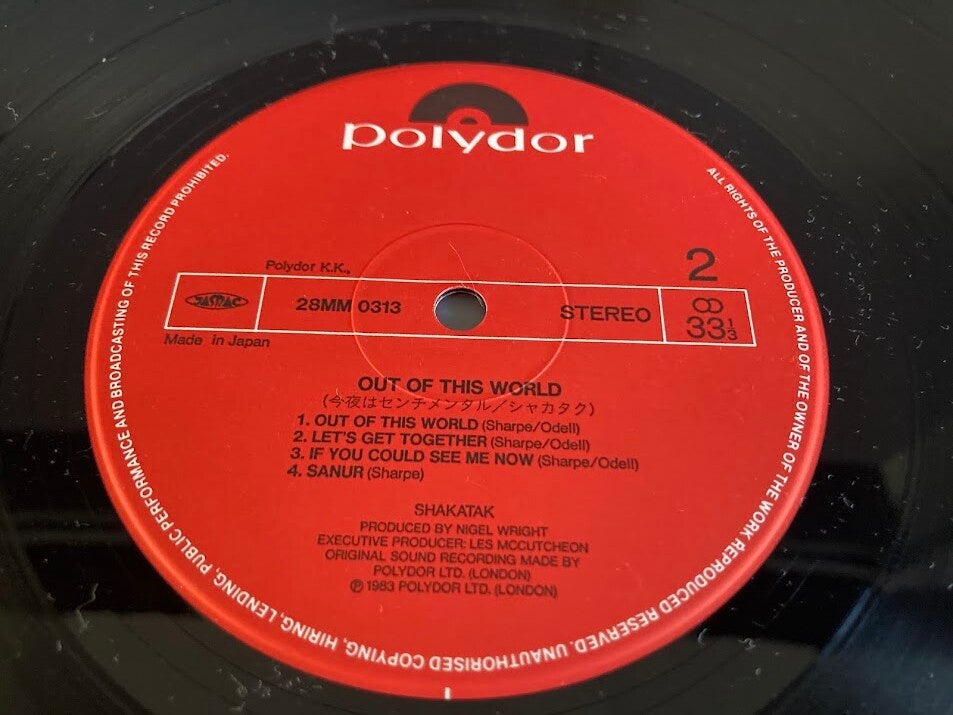 polydor
ALL RIGHTS OF THE PRODUCER AND OF THE OWNER OF THE WORK REPRODUCED RESERVED. UNAUTHORISED COPYING, HIRING, LENDING, PUBLIC PERFORMANCE AND BROADCASTING OF THIS RECORD PROHIBITED.
2
Polydor K.K.,
JASRAC
28MM 0313
STEREO
33 1/3
Made in Japan
OUT OF THIS WORLD
(今夜はセンチメンタル/シャカタク)
1. OUT OF THIS WORLD (Sharpe/Odell)
2. LET'S GET TOGETHER (Sharpe/Odell)
3. IF YOU COULD SEE ME NOW (Sharpe/Odell)
4. SANUR (Sharpe)
SHAKATAK
PRODUCED BY NIGEL WRIGHT
EXECUTIVE PRODUCER: LES MCCUTCHEON
ORIGINAL SOUND RECORDING MADE BY
POLYDOR LTD. (LONDON)
℗ 1983 POLYDOR LTD. (LONDON)